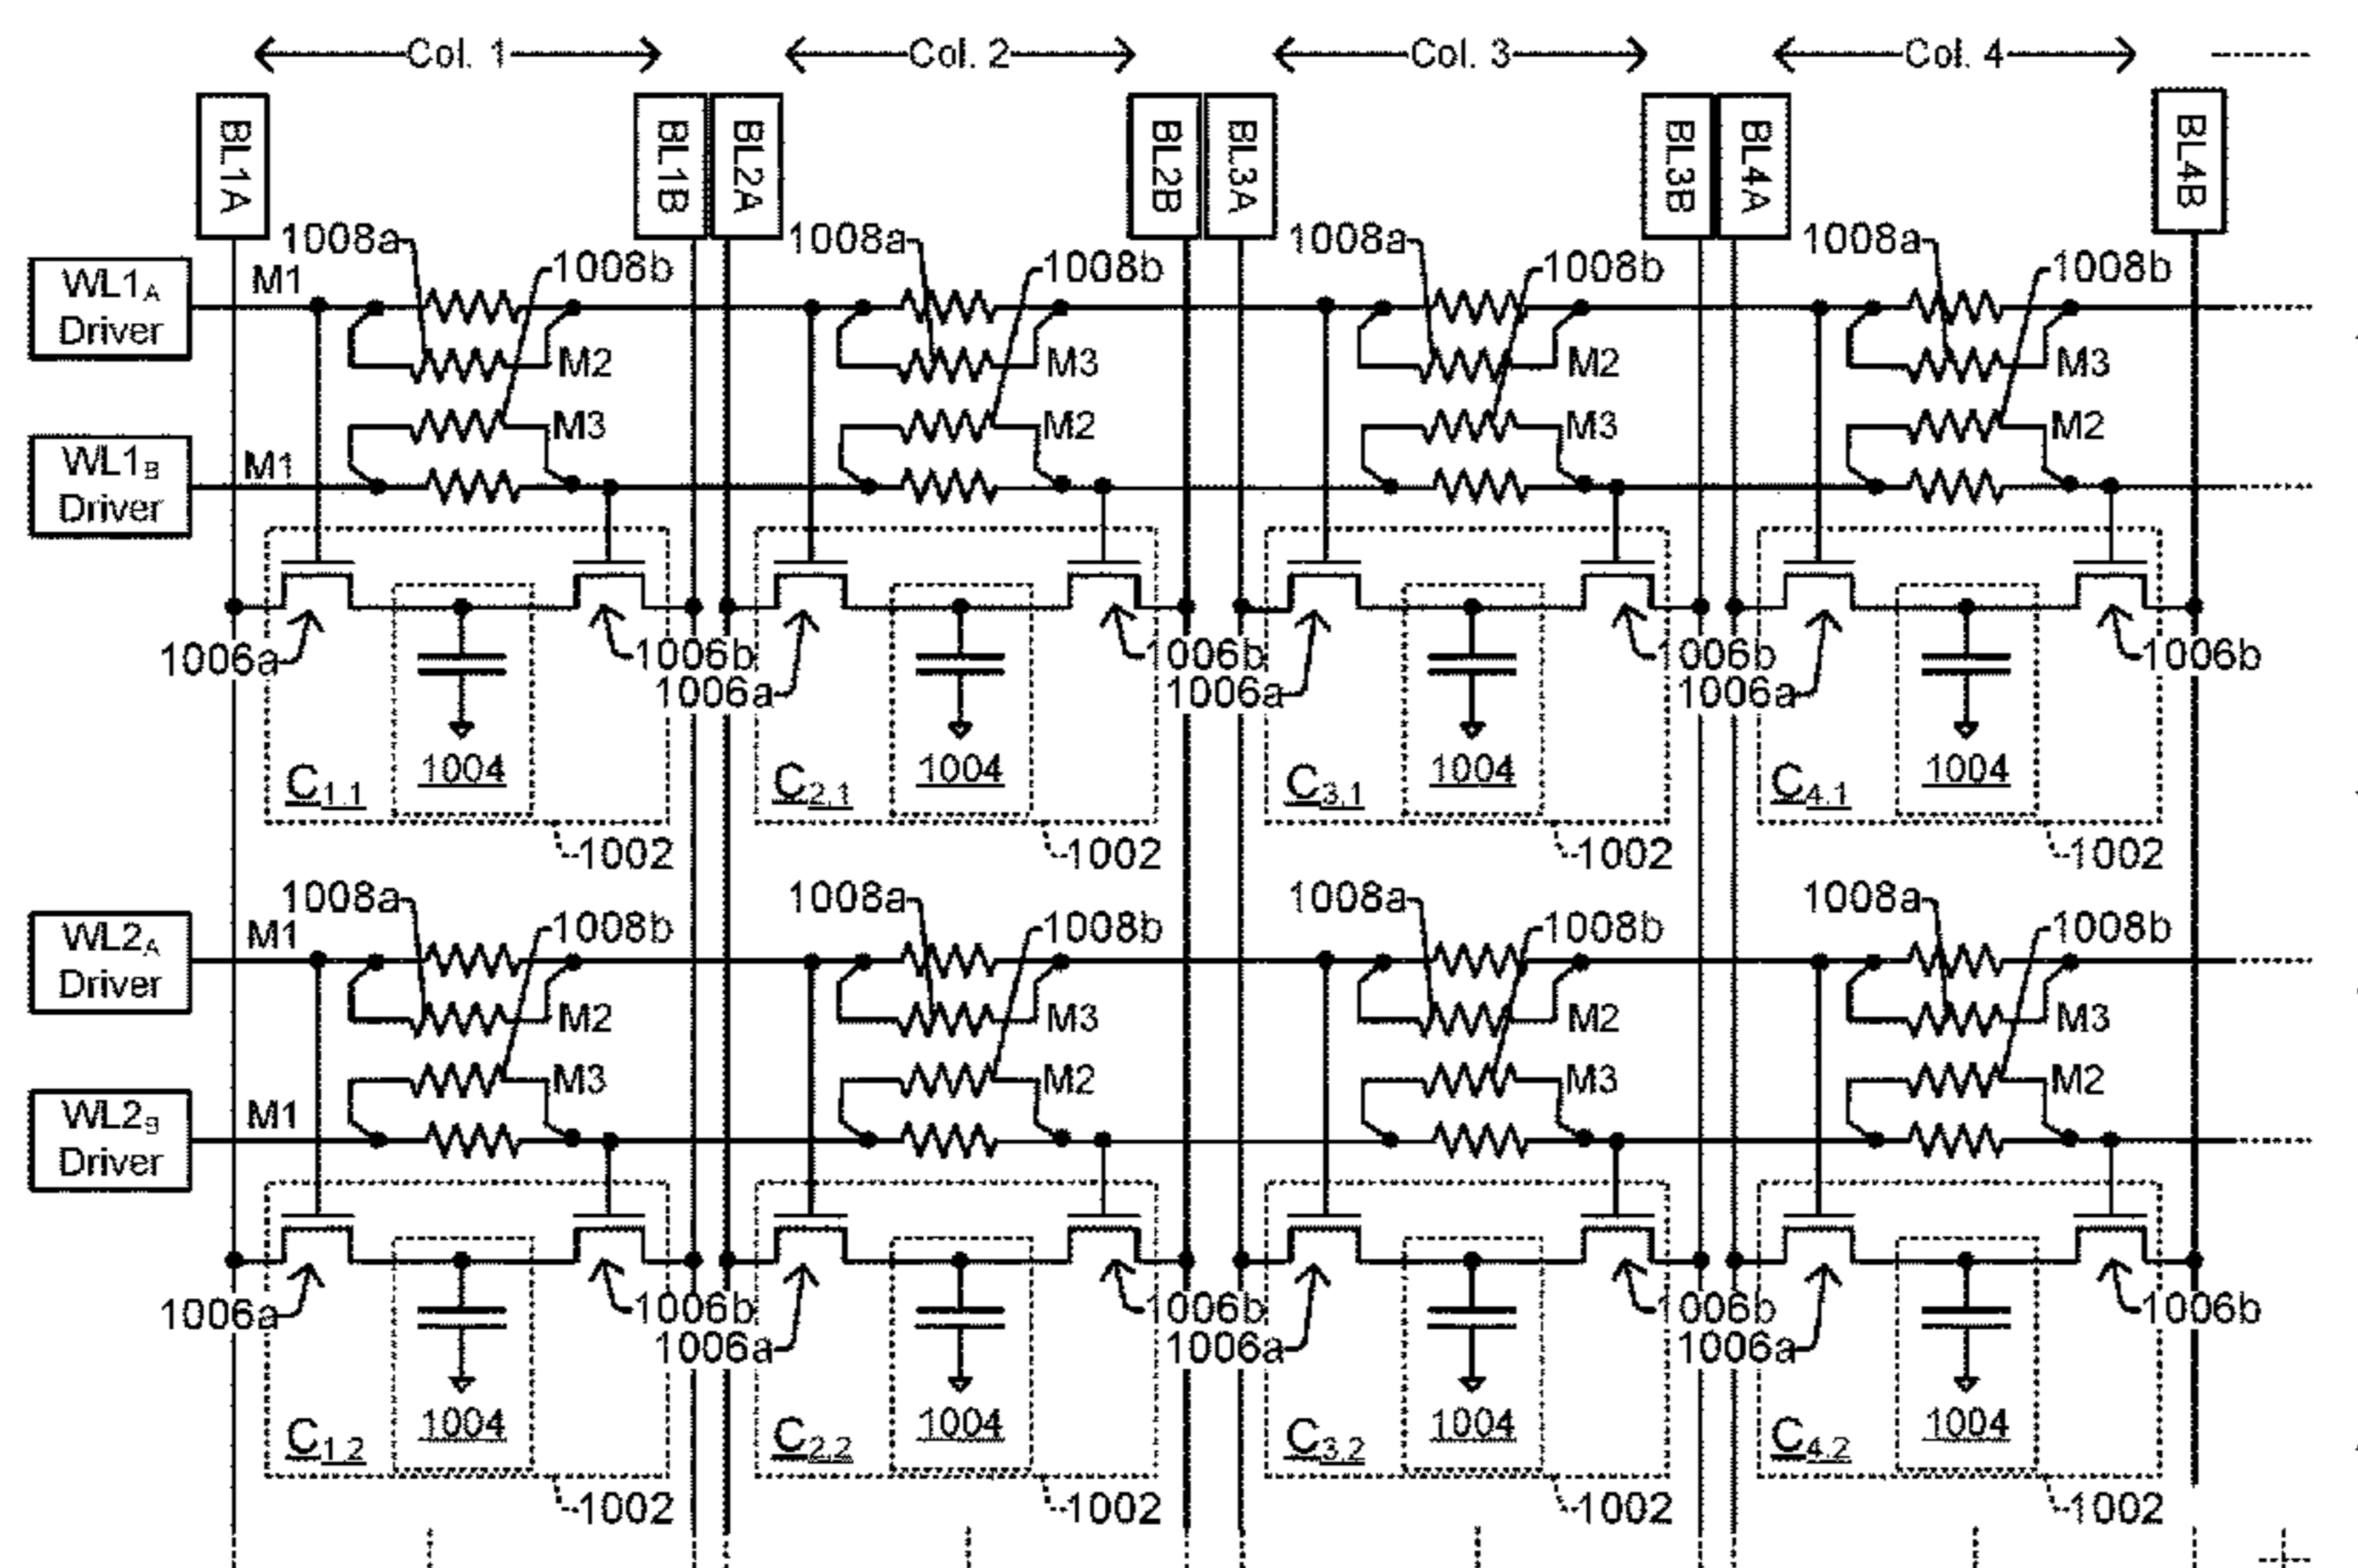 Col. 1 Col. 2 Col. 3 Col. 4
BL1A BL1B BL2A BL2B BL3A BL3B BL4A BL4B
1008a 1008a 1008a 1008a
1008b 1008b 1008b 1008b
WL1A M1
Driver
M2 M3 M2 M3
M3 M2 M3 M2
WL1B M1
Driver
1006a 1006b 1006b 1006b 1006b
1006a 1006a 1006a
C1,1 1004 C2,1 1004 C3,1 1004 C4,1 1004
1002 1002 1002 1002
1008a 1008a 1008a 1008a
1008b 1008b 1008b 1008b
WL2A M1
Driver
M2 M3 M2 M3
M3 M2 M3 M2
WL2B M1
Driver
1006a 1006b 1006b 1006b 1006b
1006a 1006a 1006a
C1,2 1004 C2,2 1004 C3,2 1004 C4,2 1004
1002 1002 1002 1002